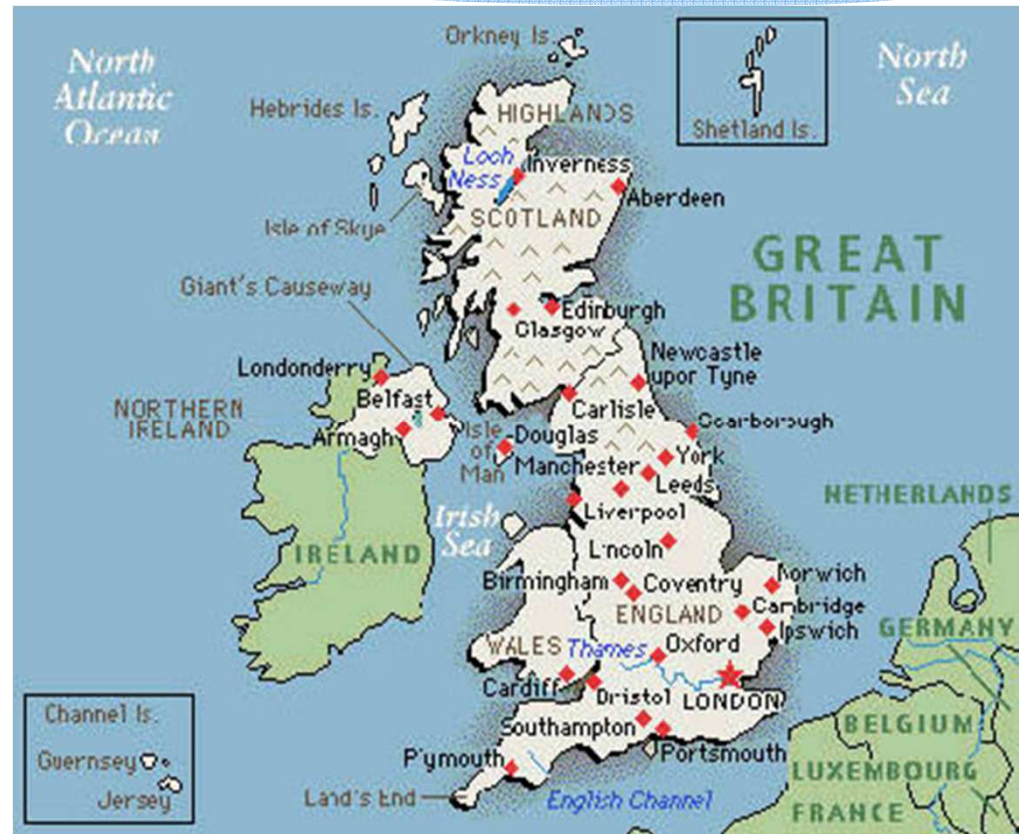 North
Atlantic
Ocean
Orkney Is.
Hebrides Is.
HIGHLANDS
Shetland Is.
North
Sea
Loch
Ness
Inverness
Aberdeen
SCOTLAND
Isle of Skye
GREAT
BRITAIN
Giant's Causeway
Edinburgh
Glasgow
Londonderry
Newcastle
upor Tyne
Belfast
Carlisle
NORTHERN
IRELAND
Armagh
Isle
of
Man
Douglas
Scarborough
York
Manchester
Leeds
NETHERLANDS
Liverpool
Irish
Sea
IRELAND
Lincoln
Birmingham
Coventry
Norwich
ENGLAND
Cambridge
Ipswich
GERMANY
WALES
Thames
Oxford
Cardiff
Bristol
LONDON
Channel Is.
Southampton
Portsmouth
BELGIUM
Guernsey
Jersey
P'ymouth
LUXEMBOURG
Land's End
English Channel
FRANCE